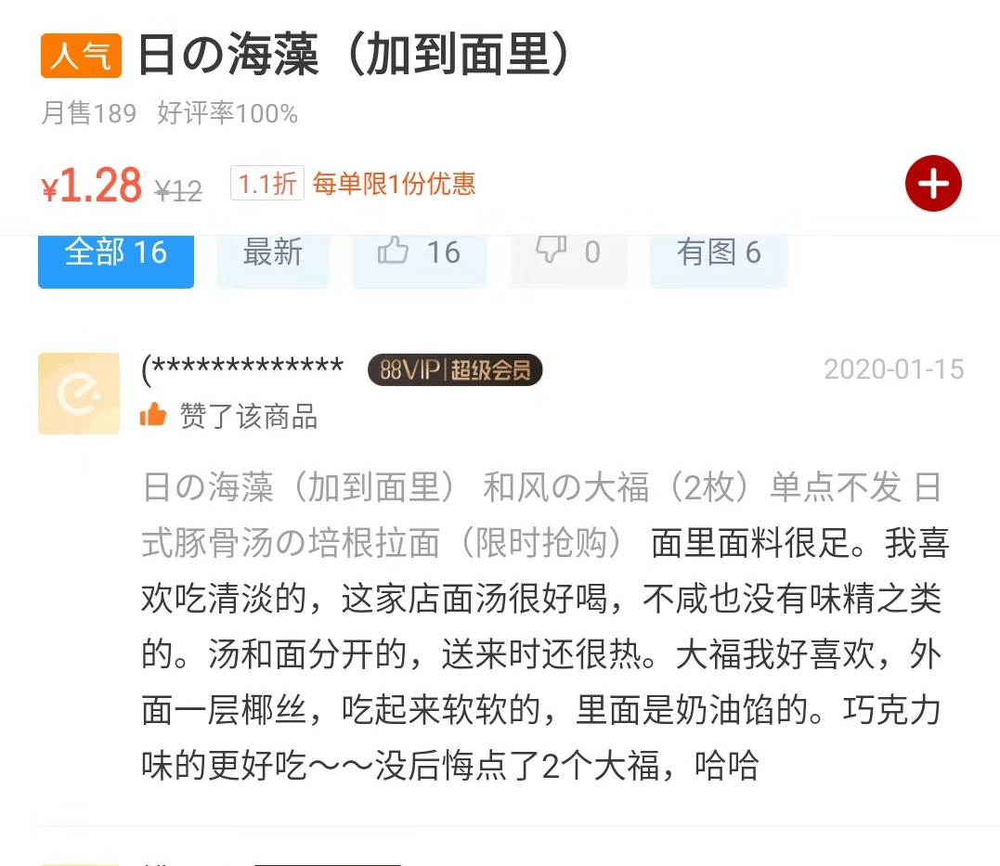 人气 日の海藻（加到面里）
月售189 好评率100%
¥1.28 ¥12 1.1折 每单限1份优惠
全部 16 最新 16 0 有图 6
(************* 88VIP|超级会员 2020-01-15
赞了该商品
日の海藻（加到面里） 和风の大福（2枚）单点不发 日
式豚骨汤の培根拉面（限时抢购） 面里面料很足。我喜
欢吃清淡的，这家店面汤很好喝，不咸也没有味精之类
的。汤和面分开的，送来时还很热。大福我好喜欢，外
面一层椰丝，吃起来软软的，里面是奶油馅的。巧克力
味的更好吃～～没后悔点了2个大福，哈哈